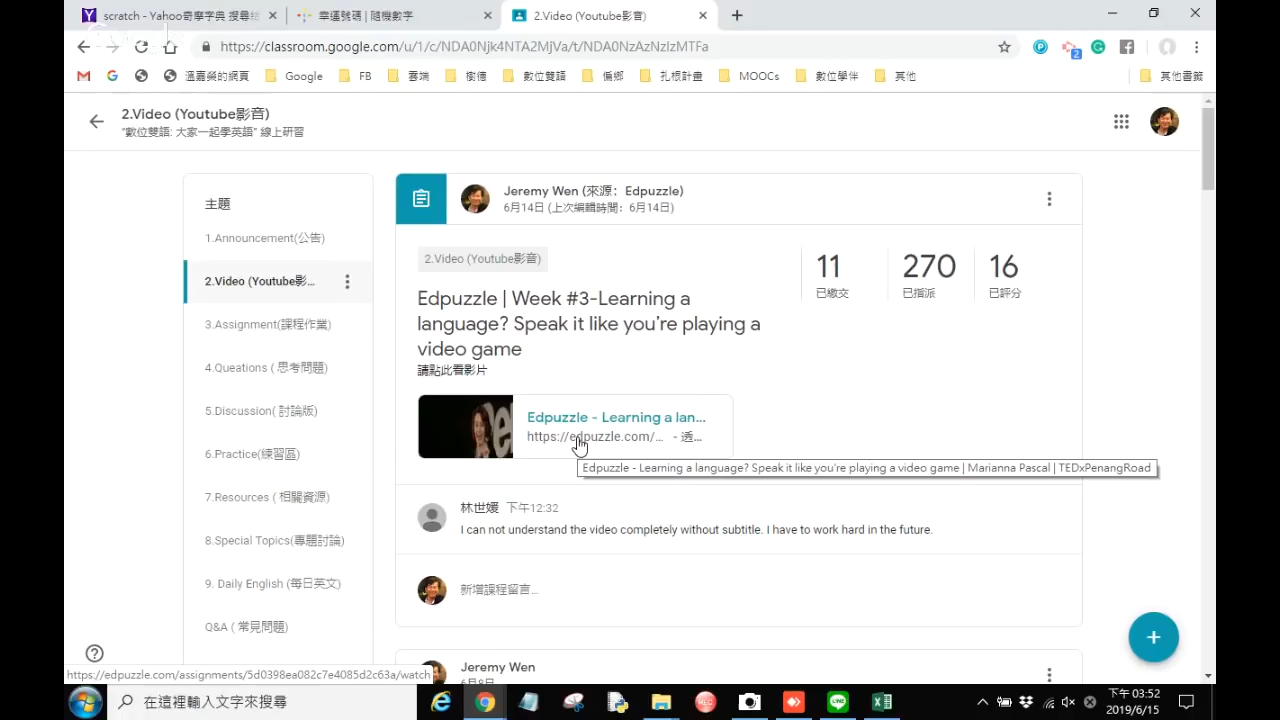 scratch - Yahoo奇摩字典 搜尋結
幸運號碼 | 隨機數字
2.Video (Youtube影音)
https://classroom.google.com/u/1/c/NDA0Njk4NTA2MjVa/t/NDA0NzAzNzIzMTFa
2
溫嘉榮的網頁
Google
FB
雲端
樹德
數位雙語
偏鄉
扎根計畫
MOOCs
數位學伴
其他
其他書籤
2.Video (Youtube影音)
"數位雙語: 大家一起學英語" 線上研習
主題
1.Announcement(公告)
2.Video (Youtube影...
3.Assignment(課程作業)
4.Queations ( 思考問題)
5.Discussion( 討論版)
6.Practice(練習區)
7.Resources ( 相關資源)
8.Special Topics(專題討論)
9. Daily English (每日英文)
Q&A ( 常見問題)
Jeremy Wen (來源：Edpuzzle)
6月14日 (上次編輯時間：6月14日)
2.Video (Youtube影音)
11
已繳交
270
已指派
16
已評分
Edpuzzle | Week #3-Learning a
language? Speak it like you’re playing a
video game
請點此看影片
Edpuzzle - Learning a lan...
https://edpuzzle.com/... - 透...
Edpuzzle - Learning a language? Speak it like you're playing a video game | Marianna Pascal | TEDxPenangRoad
林世媛 下午12:32
I can not understand the video completely without subtitle. I have to work hard in the future.
新增課程留言...
Jeremy Wen
6月8日
https://edpuzzle.com/assignments/5d0398ea082c7e4085d2c63a/watch
在這裡輸入文字來搜尋
下午 03:52
2019/6/15